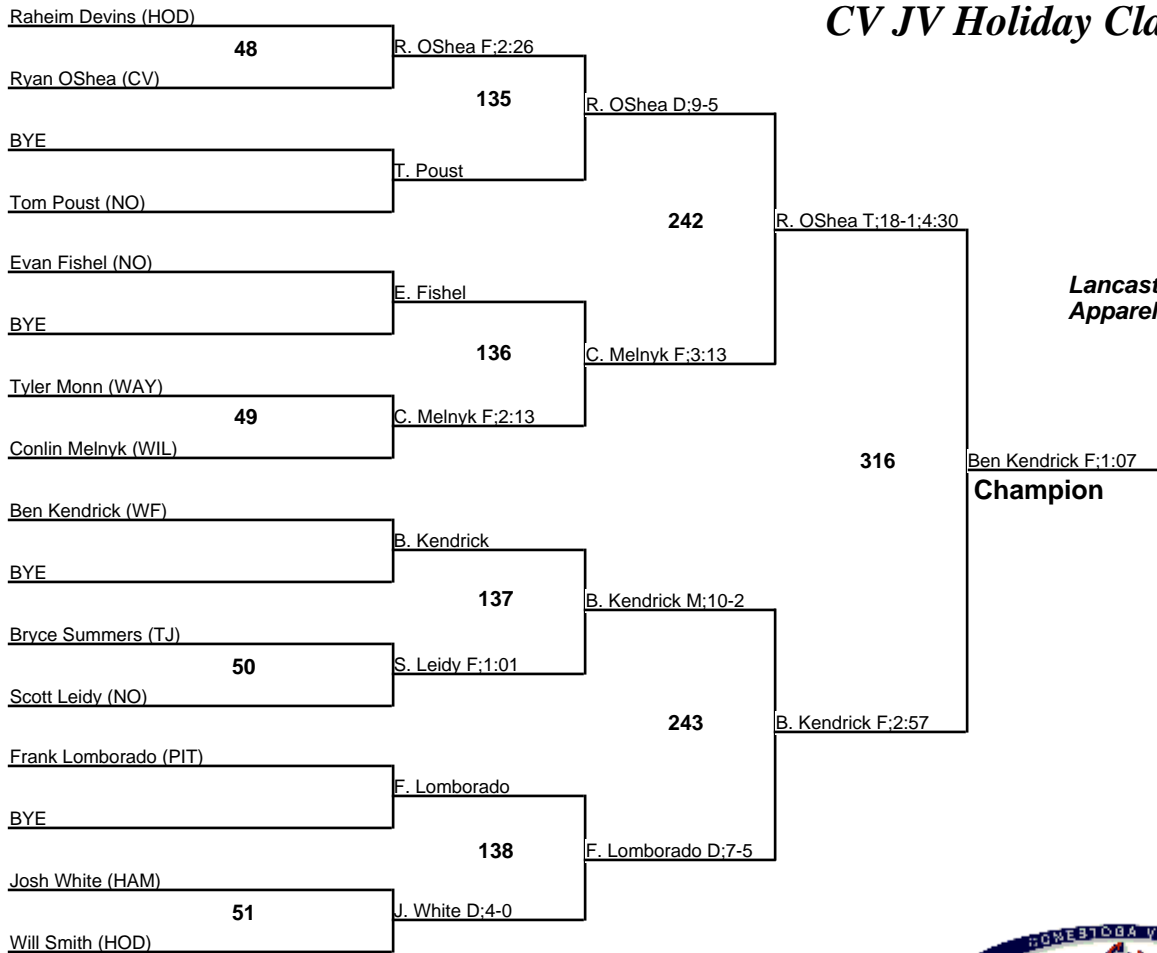 CV JV Holiday
Raheim Devins (HOD)
48
R. OShea F;2:26
Ryan OShea (CV)
135
R. OShea D;9-5
BYE
T. Poust
Tom Poust (NO)
242
R. OShea T;18-1;4:30
Evan Fishel (NO)
E. Fishel
BYE
136
C. Melnyk F;3:13
Tyler Monn (WAY)
49
C. Melnyk F;2:13
Conlin Melnyk (WIL)
316
Ben Kendrick F;1:07
Champion
Ben Kendrick (WF)
B. Kendrick
BYE
137
B. Kendrick M;10-2
Bryce Summers (TJ)
50
S. Leidy F;1:01
Scott Leidy (NO)
243
B. Kendrick F;2:57
Frank Lomborado (PIT)
F. Lomborado
BYE
138
F. Lomborado D;7-5
Josh White (HAM)
51
J. White D;4-0
Will Smith (HOD)
Apparel